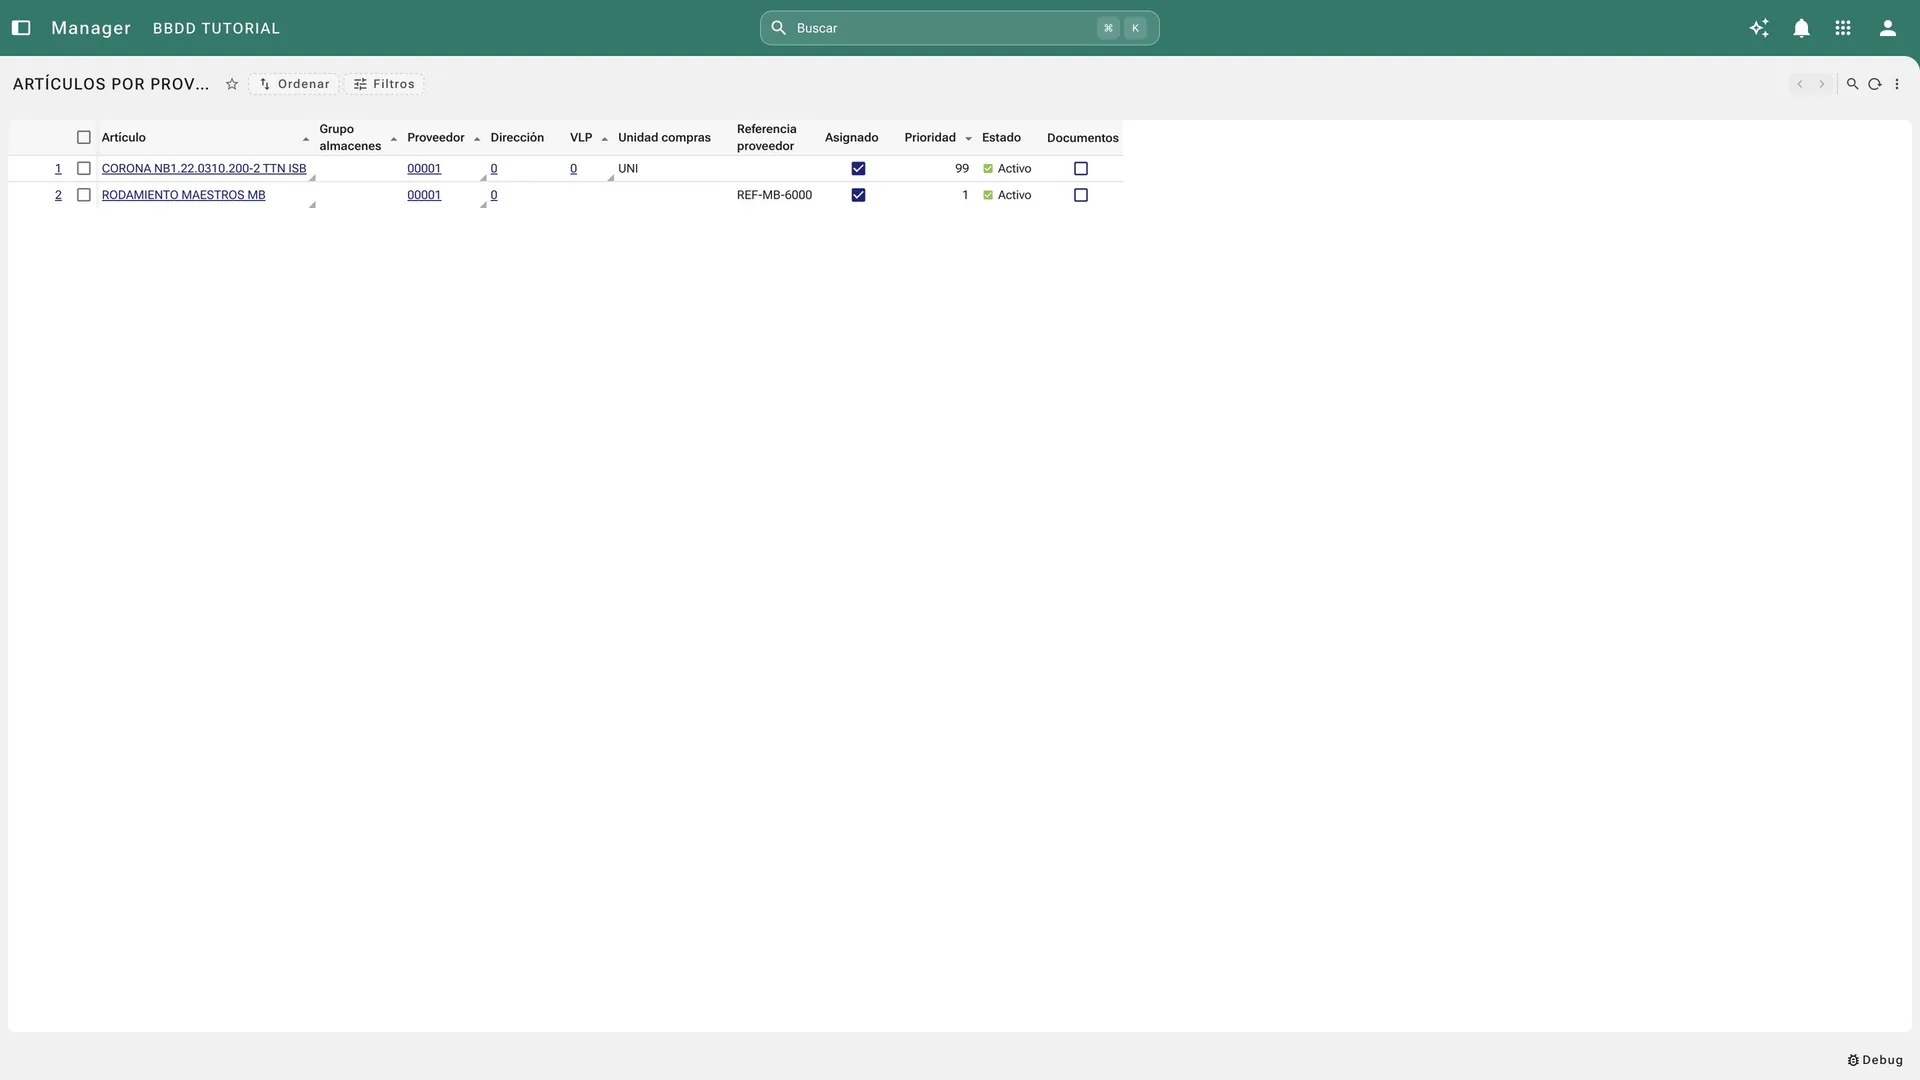 Manager BBDD TUTORIAL Buscar ⌘ K
ARTÍCULOS POR PROV... Ordenar Filtros
Artículo Grupo almacenes Proveedor Dirección VLP Unidad compras Referencia proveedor Asignado Prioridad Estado Documentos
1 CORONA NB1.22.0310.200-2 TTN ISB 00001 0 0 UNI 99 Activo
2 RODAMIENTO MAESTROS MB 00001 0 REF-MB-6000 1 Activo
Debug